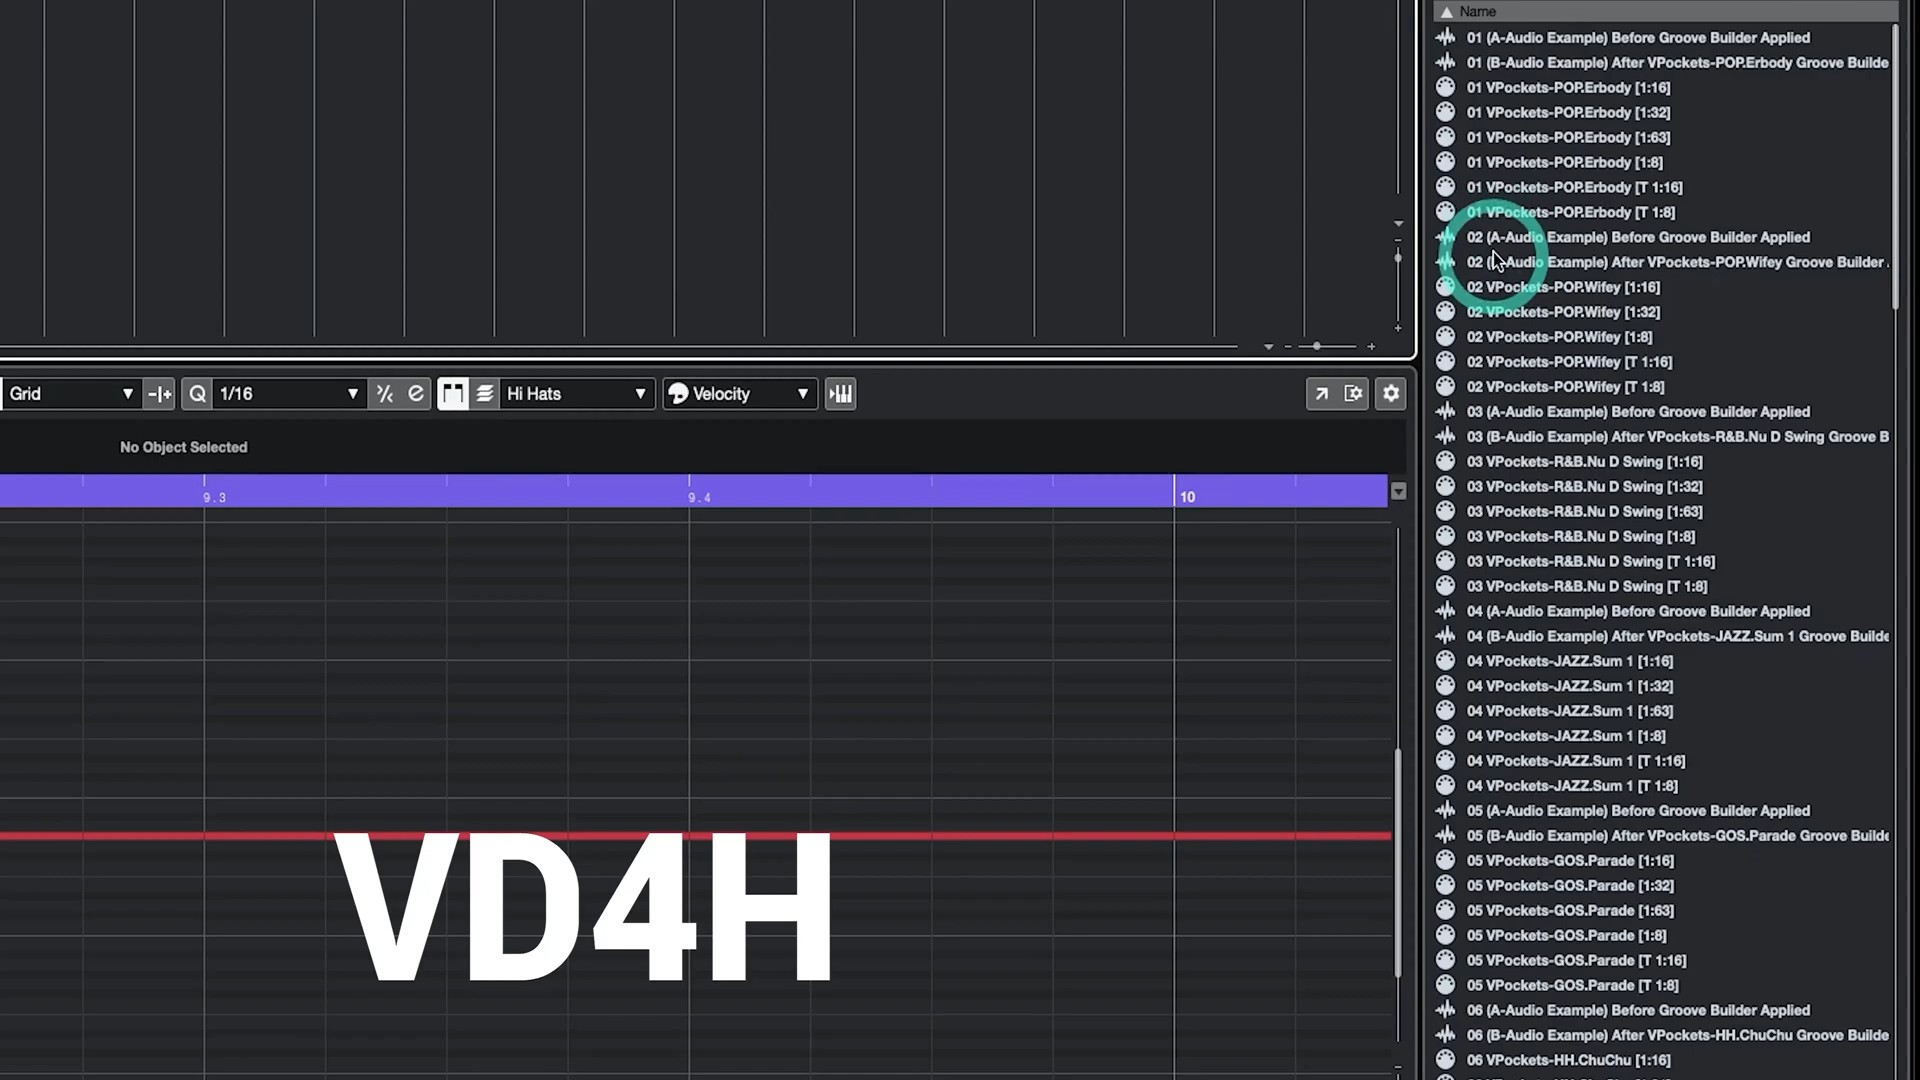 Name
01 (A-Audio Example) Before Groove Builder Applied
01 (B-Audio Example) After VPockets-POP.Erbody Groove Builde
01 VPockets-POP.Erbody [1:16]
01 VPockets-POP.Erbody [1:32]
01 VPockets-POP.Erbody [1:63]
01 VPockets-POP.Erbody [1:8]
01 VPockets-POP.Erbody [T 1:16]
01 VPockets-POP.Erbody [T 1:8]
02 (A-Audio Example) Before Groove Builder Applied
02 Audio Example) After VPockets-POP.Wifey Groove Builder .
02 VPockets-POP.Wifey [1:16]
02 VPockets-POP.Wifey [1:32]
02 VPockets-POP.Wifey [1:8]
02 VPockets-POP.Wifey [T 1:16]
02 VPockets-POP.Wifey [T 1:8]
03 (A-Audio Example) Before Groove Builder Applied
03 (B-Audio Example) After VPockets-R&B.Nu D Swing Groove B
03 VPockets-R&B.Nu D Swing [1:16]
03 VPockets-R&B.Nu D Swing [1:32]
03 VPockets-R&B.Nu D Swing [1:63]
03 VPockets-R&B.Nu D Swing [1:8]
03 VPockets-R&B.Nu D Swing [T 1:16]
03 VPockets-R&B.Nu D Swing [T 1:8]
04 (A-Audio Example) Before Groove Builder Applied
04 (B-Audio Example) After VPockets-JAZZ.Sum 1 Groove Builde
04 VPockets-JAZZ.Sum 1 [1:16]
04 VPockets-JAZZ.Sum 1 [1:32]
04 VPockets-JAZZ.Sum 1 [1:63]
04 VPockets-JAZZ.Sum 1 [1:8]
04 VPockets-JAZZ.Sum 1 [T 1:16]
04 VPockets-JAZZ.Sum 1 [T 1:8]
05 (A-Audio Example) Before Groove Builder Applied
05 (B-Audio Example) After VPockets-GOS.Parade Groove Builde
05 VPockets-GOS.Parade [1:16]
05 VPockets-GOS.Parade [1:32]
05 VPockets-GOS.Parade [1:63]
05 VPockets-GOS.Parade [1:8]
05 VPockets-GOS.Parade [T 1:16]
05 VPockets-GOS.Parade [T 1:8]
06 (A-Audio Example) Before Groove Builder Applied
06 (B-Audio Example) After VPockets-HH.ChuChu Groove Builde
06 VPockets-HH.ChuChu [1:16]
Grid Q 1/16 Hi Hats Velocity
No Object Selected
9.3 9.4 10
VD4H